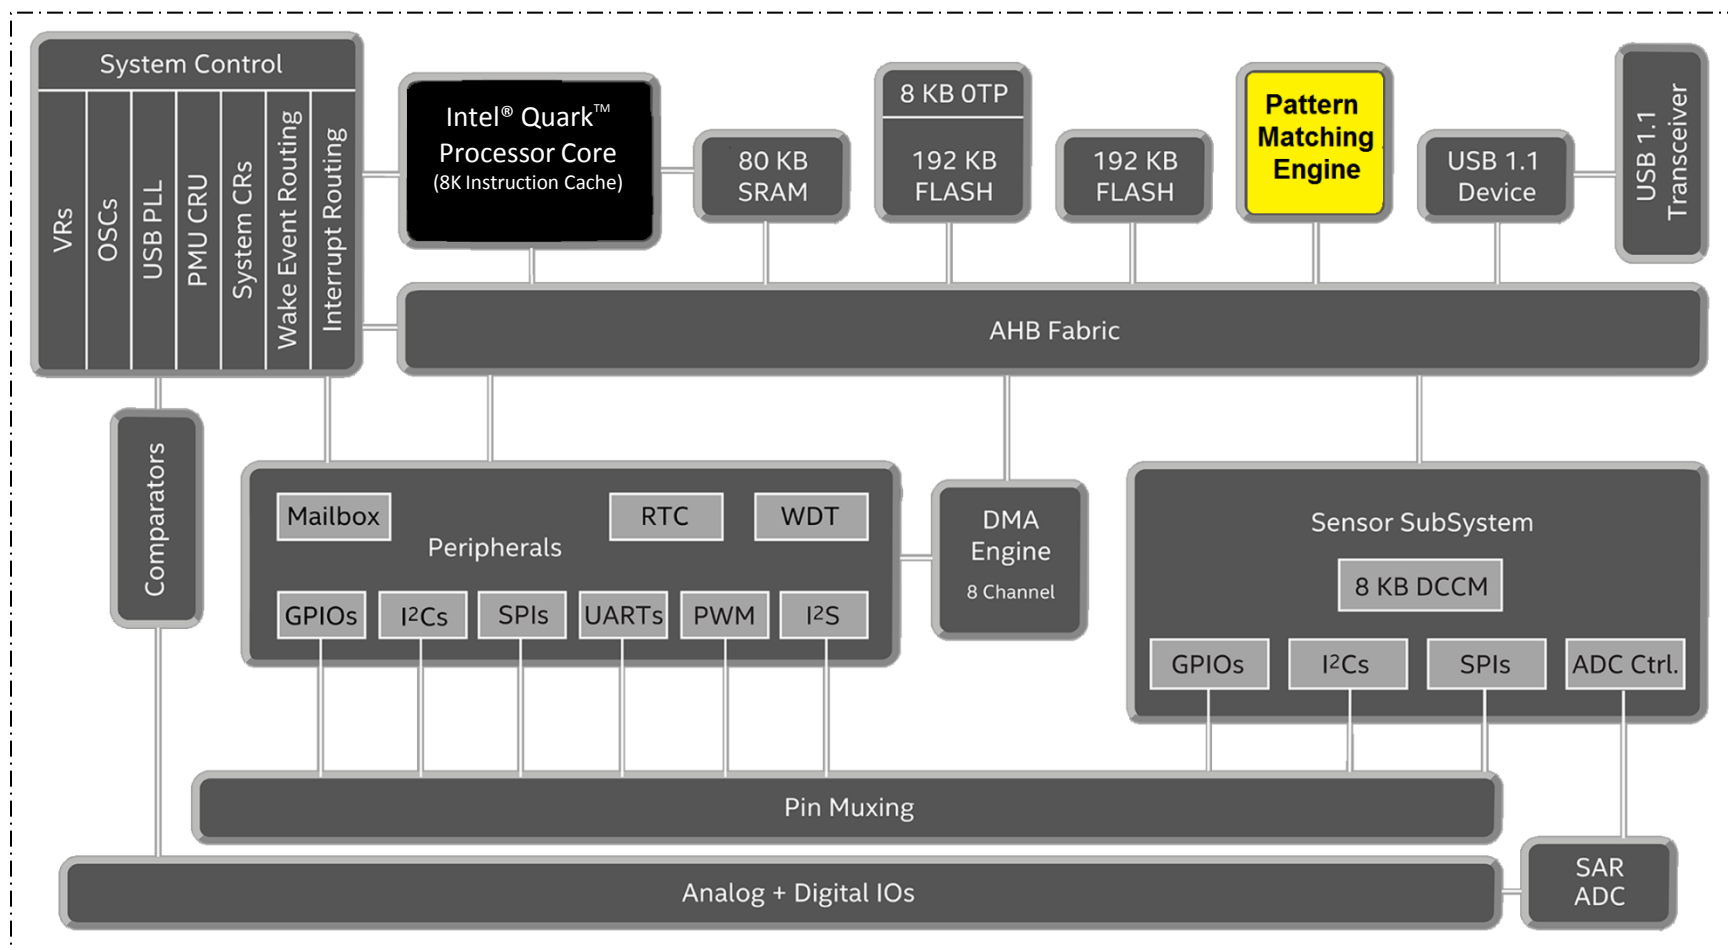 System Control
VRs
OSCs
USB PLL
PMU CRU
System CRs
Wake Event Routing
Interrupt Routing
Intel® Quark™
Processor Core
(8K Instruction Cache)
80 KB
SRAM
8 KB OTP
192 KB
FLASH
192 KB
FLASH
Pattern
Matching
Engine
USB 1.1
Device
USB 1.1
Transceiver
AHB Fabric
Comparators
Mailbox
RTC
WDT
Peripherals
GPIOs
I²Cs
SPIs
UARTs
PWM
I²S
DMA
Engine
8 Channel
Sensor SubSystem
8 KB DCCM
GPIOs
I²Cs
SPIs
ADC Ctrl.
Pin Muxing
Analog + Digital IOs
SAR
ADC